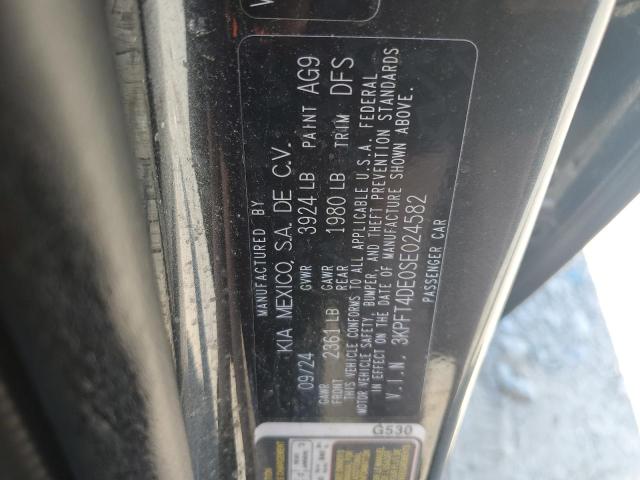 MANUFACTURED BY
KIA MEXICO, S.A. DE C.V.
09/24 GVWR 3924 LB PAINT AG9
GAWR FRONT 2361 LB GAWR REAR 1980 LB TRIM DFS
THIS VEHICLE CONFORMS TO ALL APPLICABLE U.S.A. FEDERAL
MOTOR VEHICLE SAFETY, BUMPER, AND THEFT PREVENTION STANDARDS
IN EFFECT ON THE DATE OF MANUFACTURE SHOWN ABOVE.
V.I.N. 3KPFT4DE0SE024582
PASSENGER CAR
G530